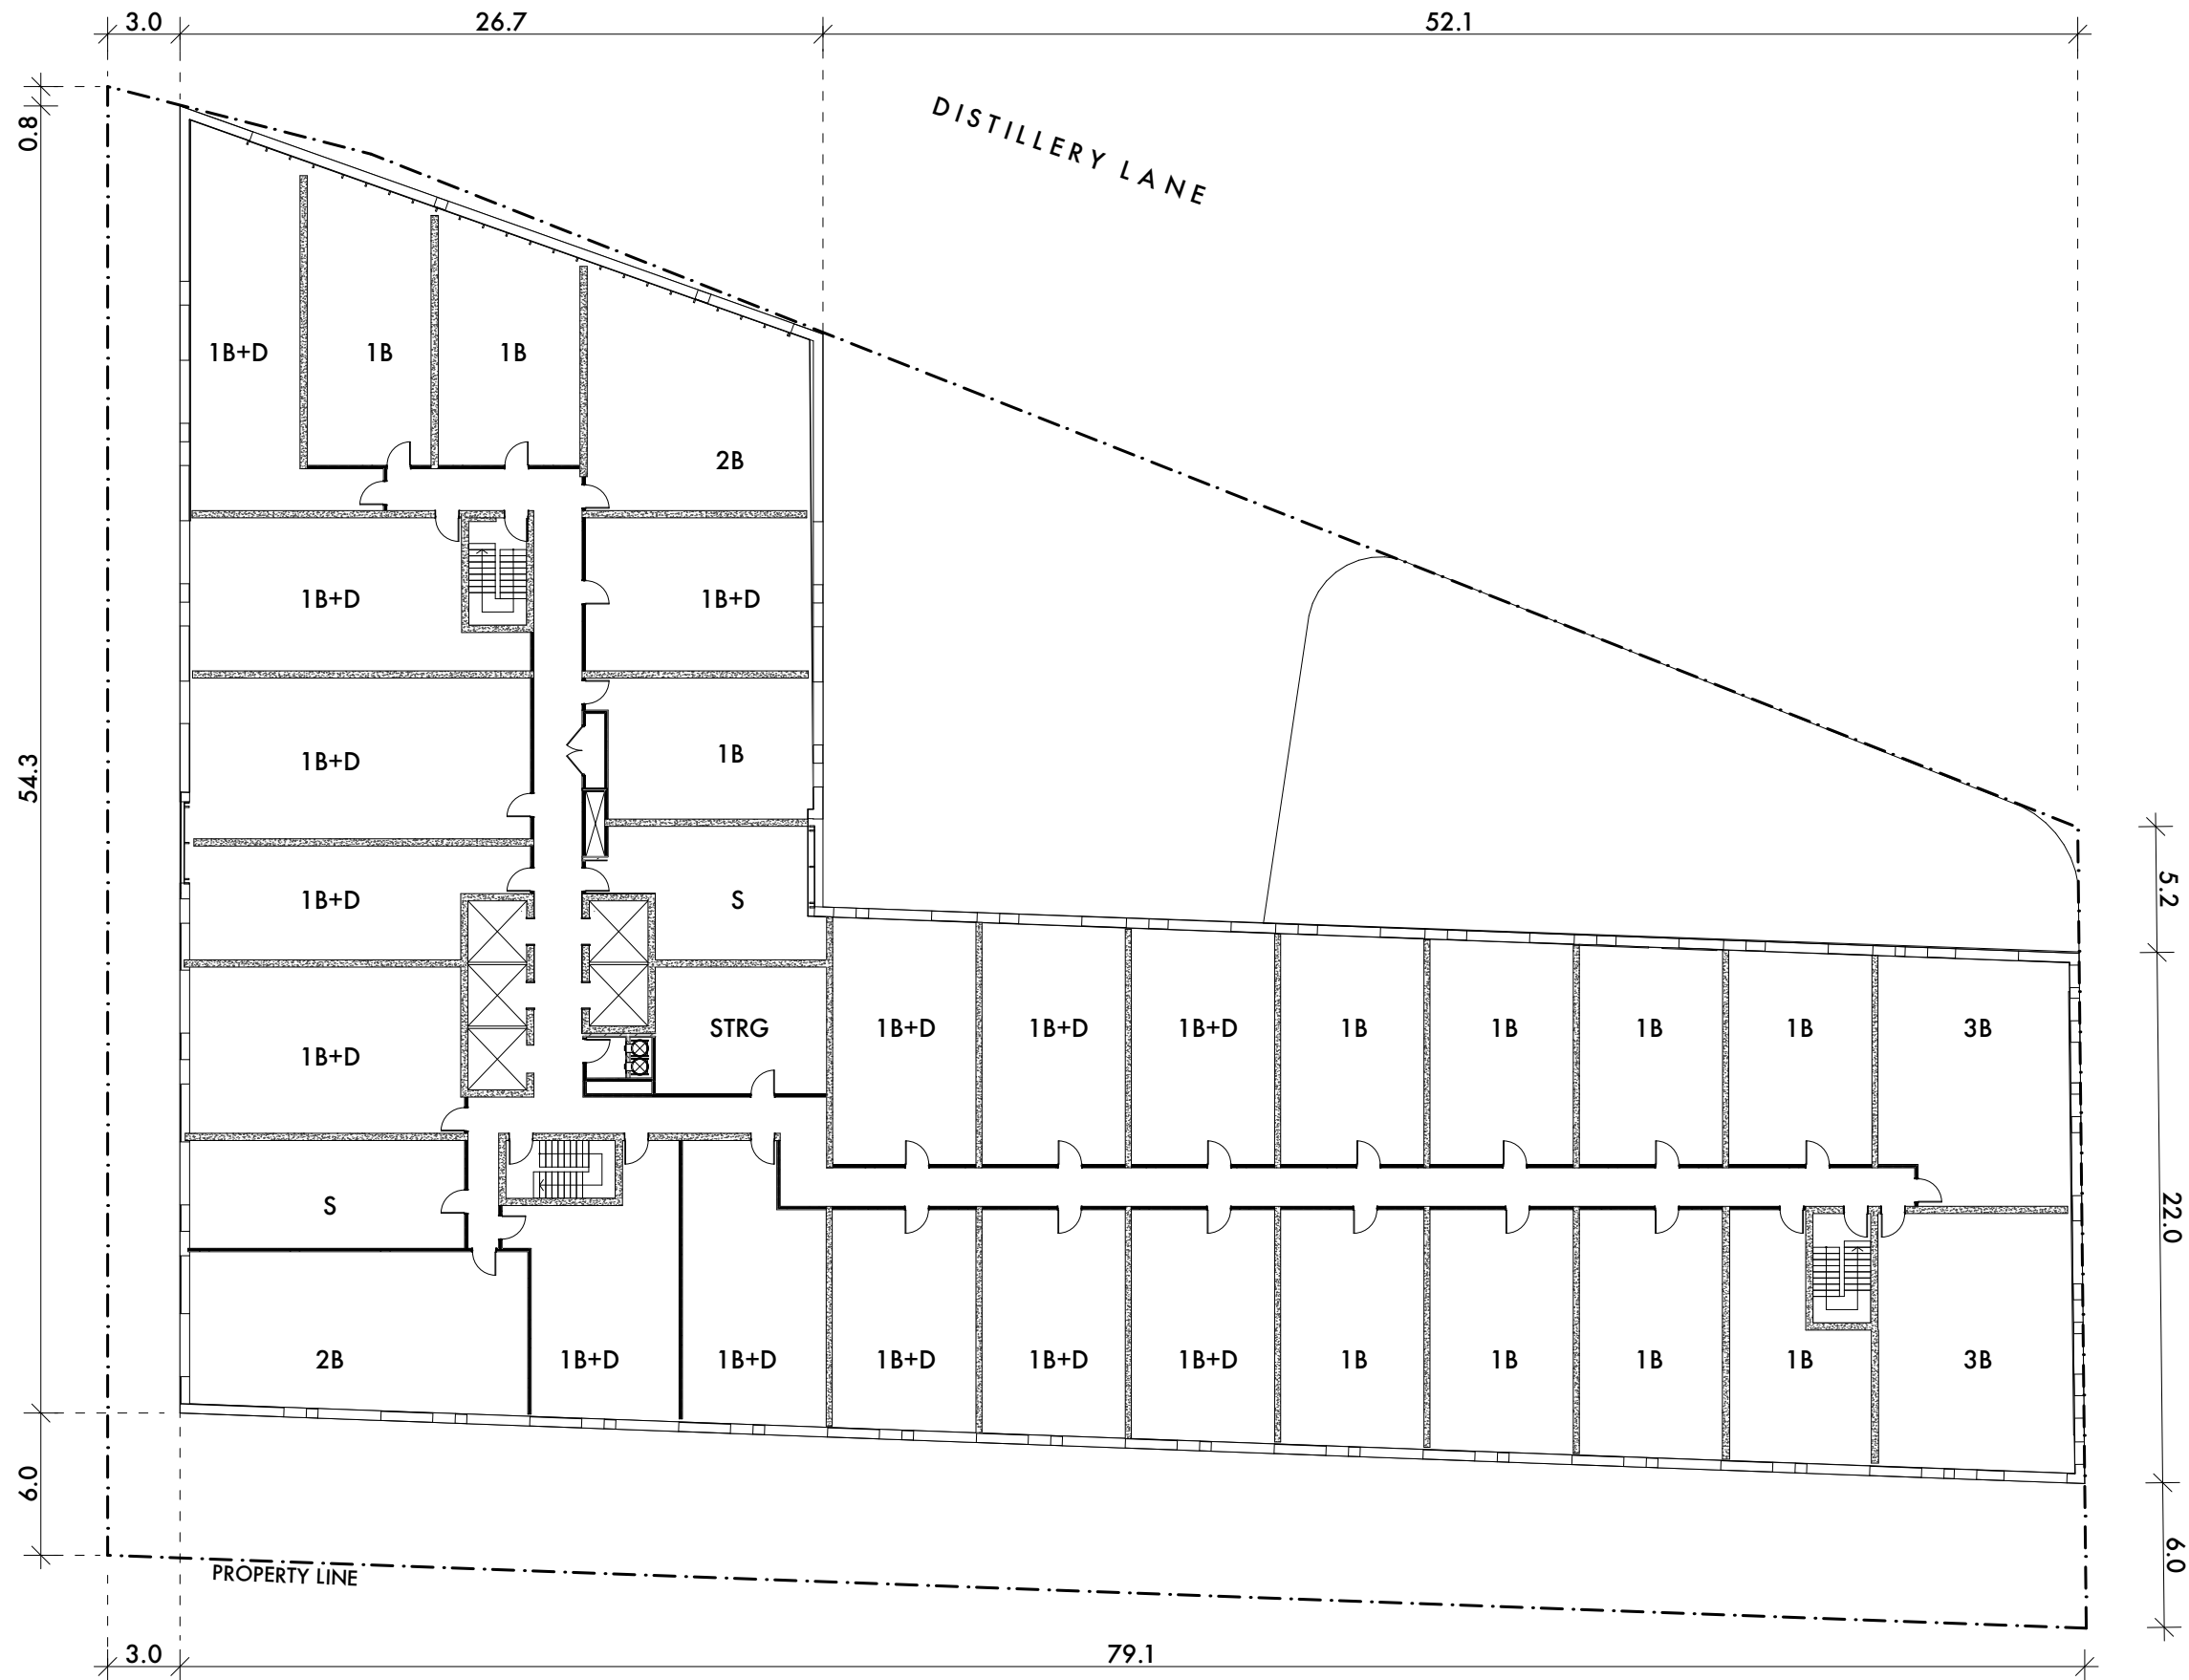 3.0
26.7
52.1
0.8
DISTILLERY LANE
1B+D
1B
1B
2B
1B+D
1B+D
54.3
1B+D
1B
1B+D
S
5.2
1B+D
STRG
1B+D
1B+D
1B+D
1B
1B
1B
1B
3B
S
22.0
2B
1B+D
1B+D
1B+D
1B+D
1B+D
1B
1B
1B
1B
3B
6.0
6.0
PROPERTY LINE
3.0
79.1